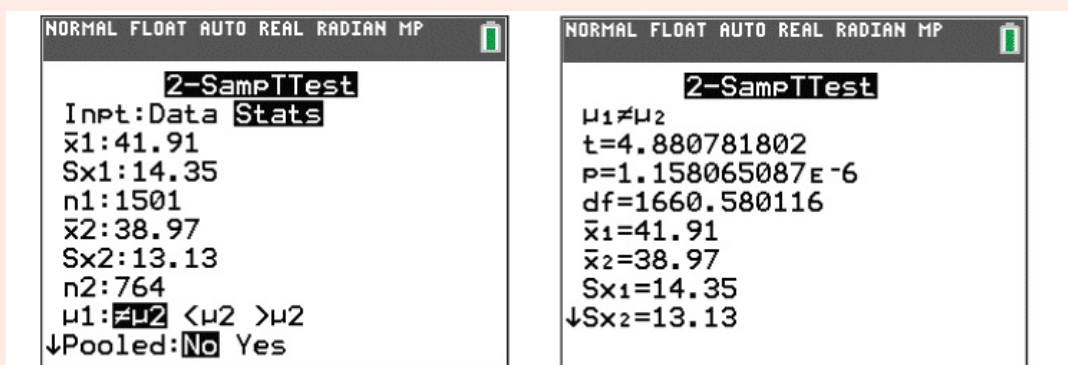 NORMAL FLOAT AUTO REAL RADIAN MP
2-SampTTest
Inpt:Data Stats
x̄1:41.91
Sx1:14.35
n1:1501
x̄2:38.97
Sx2:13.13
n2:764
μ1:≠μ2 <μ2 >μ2
↓Pooled:No Yes
NORMAL FLOAT AUTO REAL RADIAN MP
2-SampTTest
μ1≠μ2
t=4.880781802
p=1.158065087ᴇ-6
df=1660.580116
x̄1=41.91
x̄2=38.97
Sx1=14.35
↓Sx2=13.13